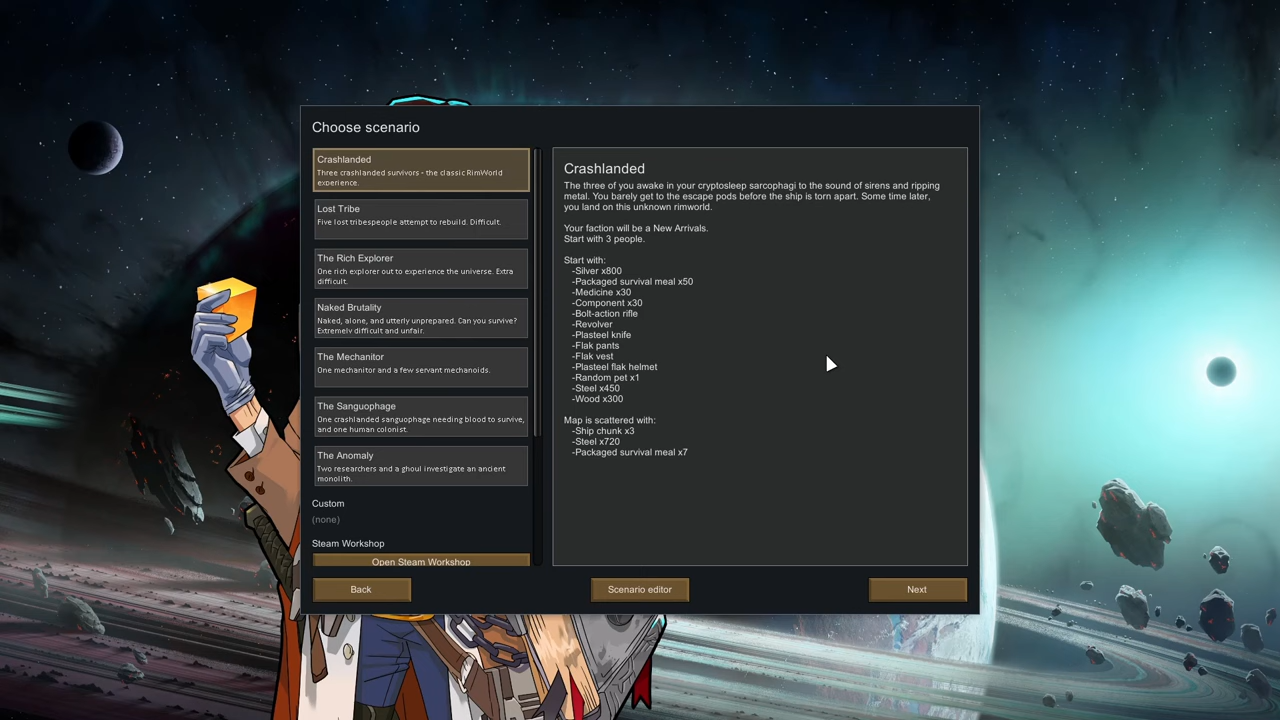 Choose scenario
Crashlanded
Three crashlanded survivors - the classic RimWorld
experience.
Lost Tribe
Five lost tribespeople attempt to rebuild. Difficult.
The Rich Explorer
One rich explorer out to experience the universe. Extra
difficult.
Naked Brutality
Naked, alone, and utterly unprepared. Can you survive?
Extremely difficult and unfair.
The Mechanitor
One mechanitor and a few servant mechanoids.
The Sanguophage
One crashlanded sanguophage needing blood to survive,
and one human colonist.
The Anomaly
Two researchers and a ghoul investigate an ancient
monolith.
Custom
(none)
Steam Workshop
Open Steam Workshop
Crashlanded
The three of you awake in your cryptosleep sarcophagi to the sound of sirens and ripping
metal. You barely get to the escape pods before the ship is torn apart. Some time later,
you land on this unknown rimworld.
Your faction will be a New Arrivals.
Start with 3 people.
Start with:
-Silver x800
-Packaged survival meal x50
-Medicine x30
-Component x30
-Bolt-action rifle
-Revolver
-Plasteel knife
-Flak pants
-Flak vest
-Plasteel flak helmet
-Random pet x1
-Steel x450
-Wood x300
Map is scattered with:
-Ship chunk x3
-Steel x720
-Packaged survival meal x7
Back
Scenario editor
Next